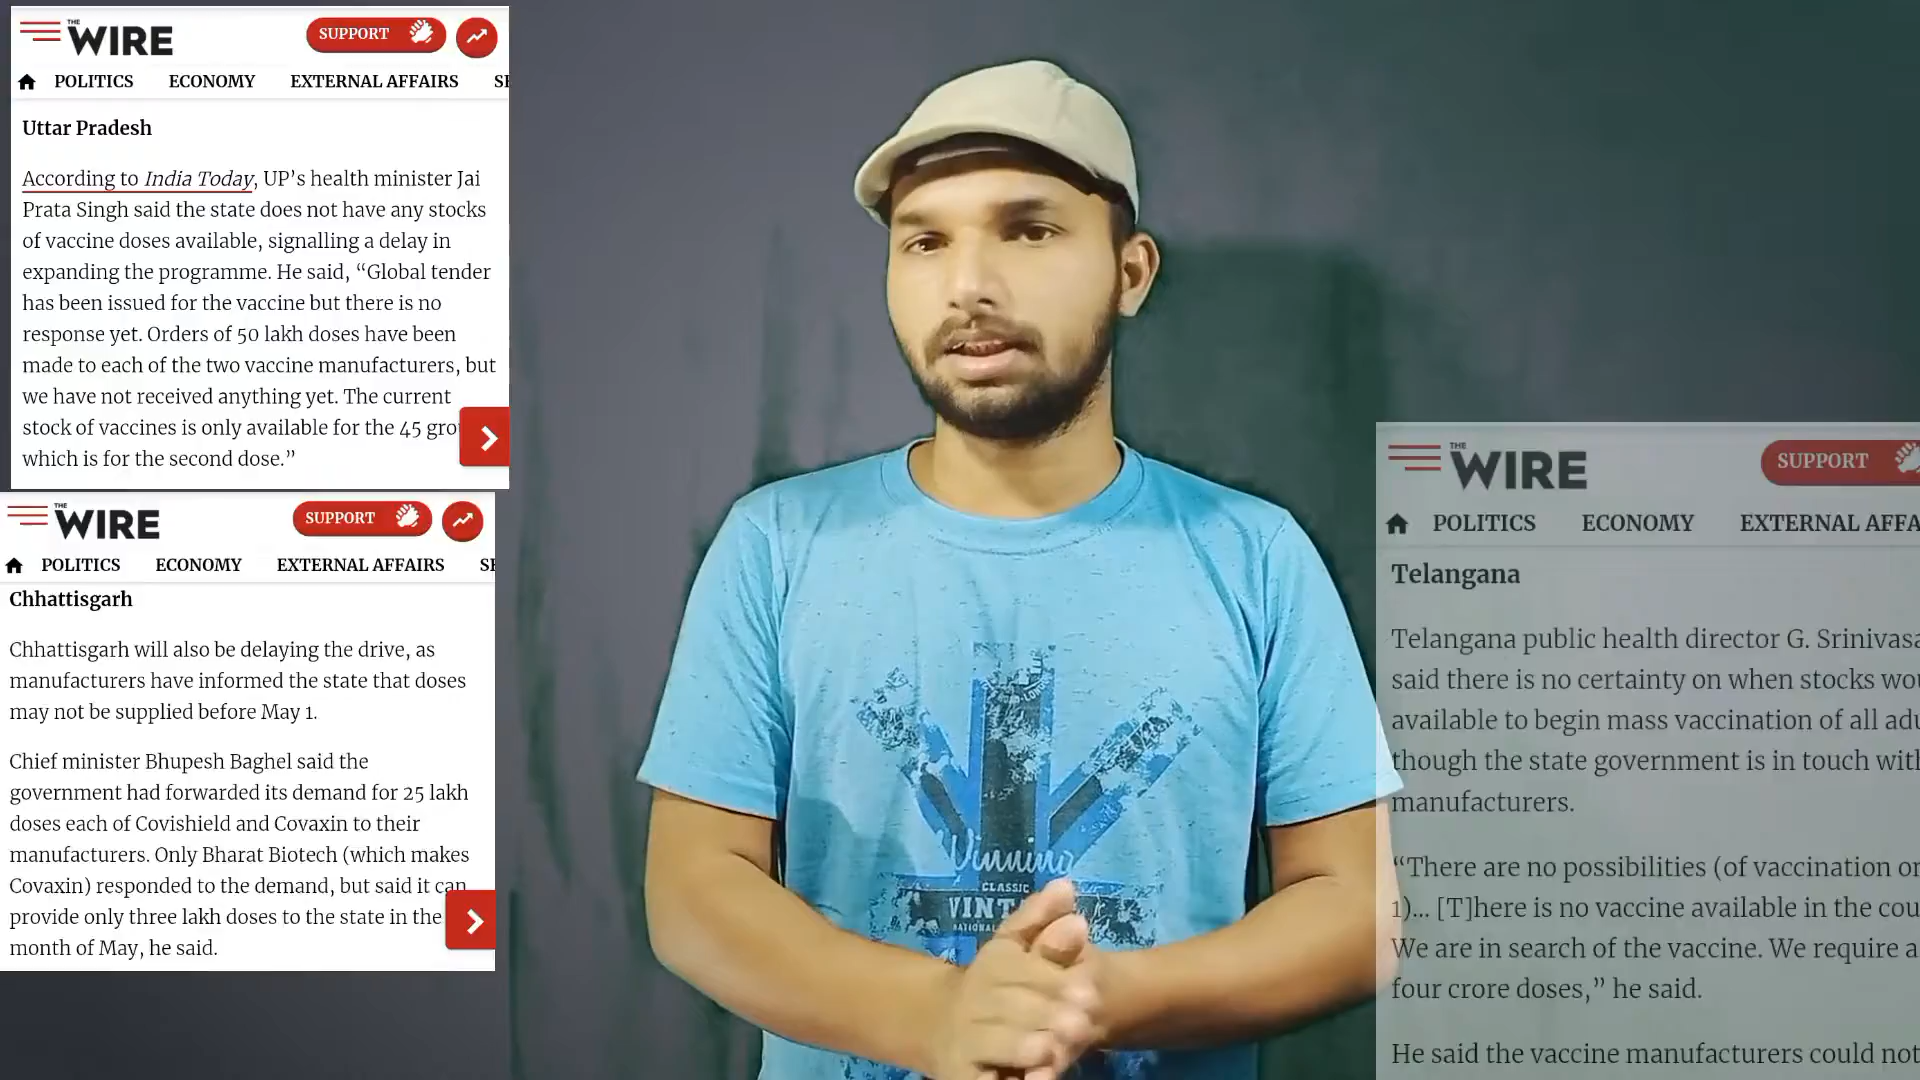 THE
WIRE
SUPPORT
POLITICS ECONOMY EXTERNAL AFFAIRS
Uttar Pradesh
According to India Today, UP’s health minister Jai
Prata Singh said the state does not have any stocks
of vaccine doses available, signalling a delay in
expanding the programme. He said, “Global tender
has been issued for the vaccine but there is no
response yet. Orders of 50 lakh doses have been
made to each of the two vaccine manufacturers, but
we have not received anything yet. The current
stock of vaccines is only available for the 45
which is for the second dose.”
THE
WIRE
SUPPORT
POLITICS ECONOMY EXTERNAL AFFAIRS
Chhattisgarh
Chhattisgarh will also be delaying the drive, as
manufacturers have informed the state that doses
may not be supplied before May 1.
Chief minister Bhupesh Baghel said the
government had forwarded its demand for 25 lakh
doses each of Covishield and Covaxin to their
manufacturers. Only Bharat Biotech (which makes
Covaxin) responded to the demand, but said it can
provide only three lakh doses to the state in the
month of May, he said.
Winning
CLASSIC
THE
WIRE
SUPPORT
POLITICS ECONOMY EXTERNAL
Telangana
Telangana public health director G.
said there is no certainty on when stocks
available to begin mass vaccination of all
though the state government is in touch
manufacturers.
“There are no possibilities (of vaccination
1)... [T]here is no vaccine available in the
We are in search of the vaccine. We require
four crore doses,” he said.
He said the vaccine manufacturers could